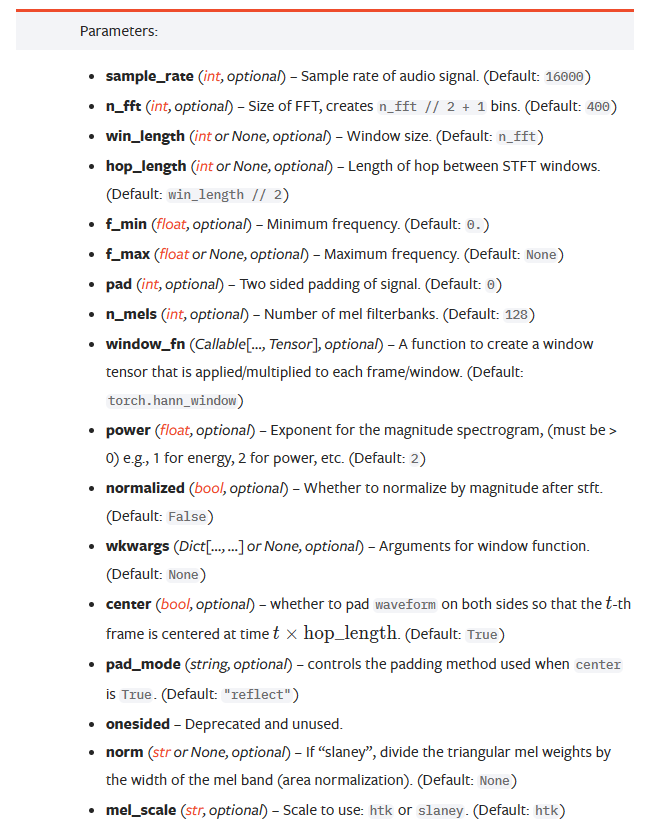 Parameters:
• sample_rate (int, optional) – Sample rate of audio signal. (Default: 16000)
• n_fft (int, optional) – Size of FFT, creates n_fft // 2 + 1 bins. (Default: 400)
• win_length (int or None, optional) – Window size. (Default: n_fft)
• hop_length (int or None, optional) – Length of hop between STFT windows.
(Default: win_length // 2)
• f_min (float, optional) – Minimum frequency. (Default: 0.)
• f_max (float or None, optional) – Maximum frequency. (Default: None)
• pad (int, optional) – Two sided padding of signal. (Default: 0)
• n_mels (int, optional) – Number of mel filterbanks. (Default: 128)
• window_fn (Callable[..., Tensor], optional) – A function to create a window
tensor that is applied/multiplied to each frame/window. (Default:
torch.hann_window)
• power (float, optional) – Exponent for the magnitude spectrogram, (must be >
0) e.g., 1 for energy, 2 for power, etc. (Default: 2)
• normalized (bool, optional) – Whether to normalize by magnitude after stft.
(Default: False)
• wkwargs (Dict[..., ...] or None, optional) – Arguments for window function.
(Default: None)
• center (bool, optional) – whether to pad waveform on both sides so that the t-th
frame is centered at time t × hop_length. (Default: True)
• pad_mode (string, optional) – controls the padding method used when center
is True. (Default: "reflect")
• onesided – Deprecated and unused.
• norm (str or None, optional) – If “slaney”, divide the triangular mel weights by
the width of the mel band (area normalization). (Default: None)
• mel_scale (str, optional) – Scale to use: htk or slaney. (Default: htk)